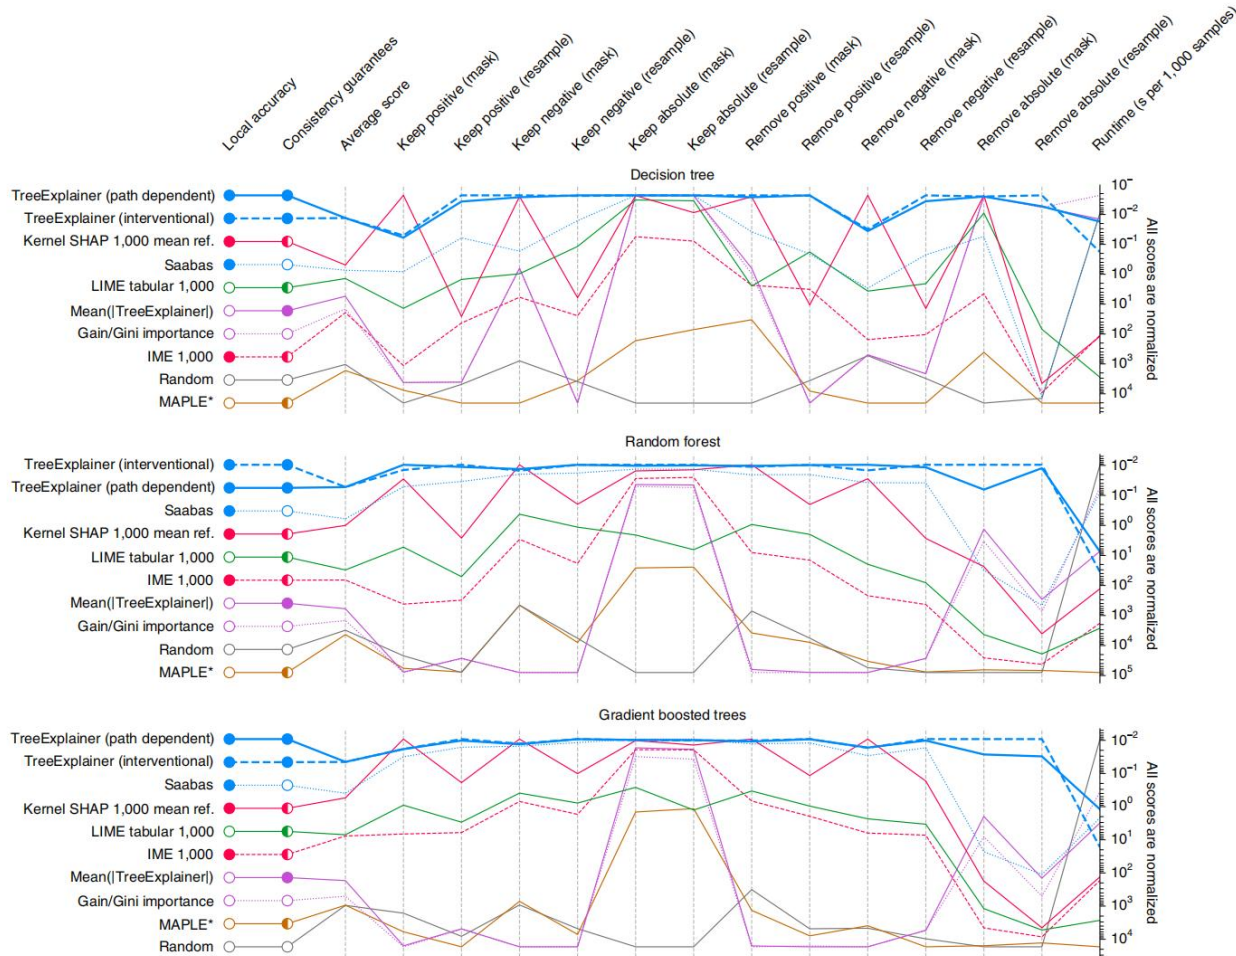 Local accuracy
Consistency guarantees
Average score
Keep positive (mask)
Keep positive (resample)
Keep negative (mask)
Keep negative (resample)
Keep absolute (mask)
Keep absolute (resample)
Remove positive (mask)
Remove positive (resample)
Remove negative (mask)
Remove negative (resample)
Remove absolute (mask)
Remove absolute (resample)
Runtime (s per 1,000 samples)
Decision tree
TreeExplainer (path dependent)
TreeExplainer (interventional)
Kernel SHAP 1,000 mean ref.
Saabas
LIME tabular 1,000
Mean(|TreeExplainer|)
Gain/Gini importance
IME 1,000
Random
MAPLE*
10⁻²
10⁻¹
10⁰
10¹
10²
10³
10⁴
All scores are normalized
Random forest
TreeExplainer (interventional)
TreeExplainer (path dependent)
Saabas
Kernel SHAP 1,000 mean ref.
LIME tabular 1,000
IME 1,000
Mean(|TreeExplainer|)
Gain/Gini importance
Random
MAPLE*
10⁻²
10⁻¹
10⁰
10¹
10²
10³
10⁴
10⁵
All scores are normalized
Gradient boosted trees
TreeExplainer (path dependent)
TreeExplainer (interventional)
Saabas
Kernel SHAP 1,000 mean ref.
LIME tabular 1,000
IME 1,000
Mean(|TreeExplainer|)
Gain/Gini importance
MAPLE*
Random
10⁻²
10⁻¹
10⁰
10¹
10²
10³
10⁴
All scores are normalized